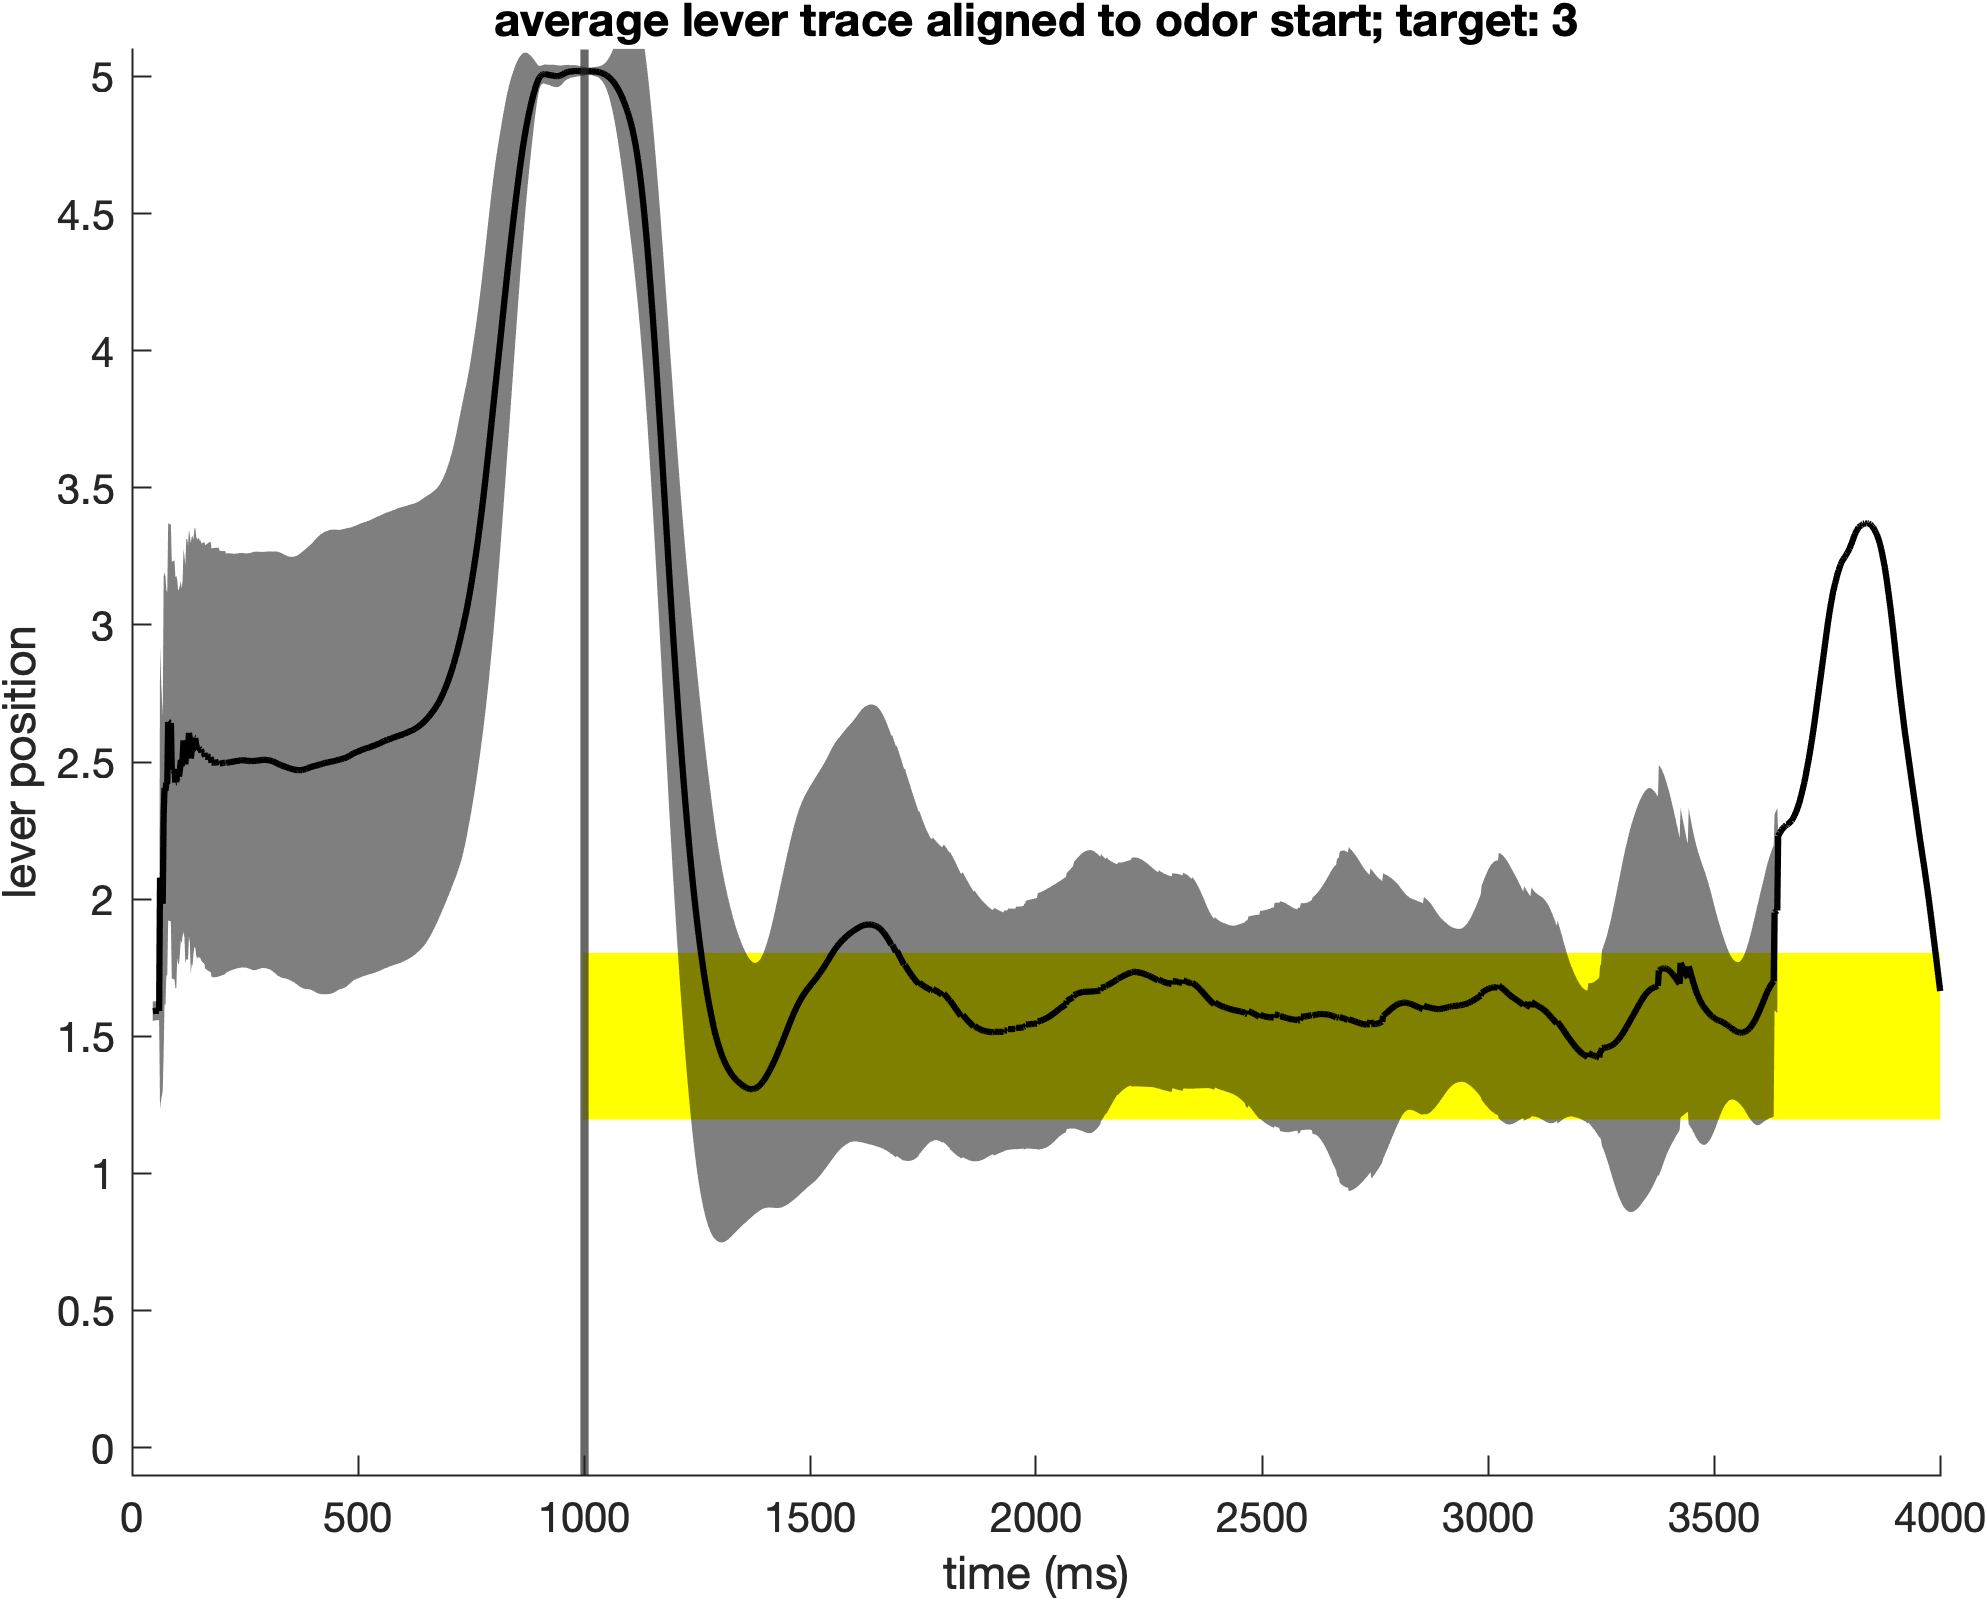 average lever trace aligned to odor start; target: 3
5
4.5
4
3.5
3
2.5
2
1.5
1
0.5
0
lever position
0 500 1000 1500 2000 2500 3000 3500 4000
time (ms)